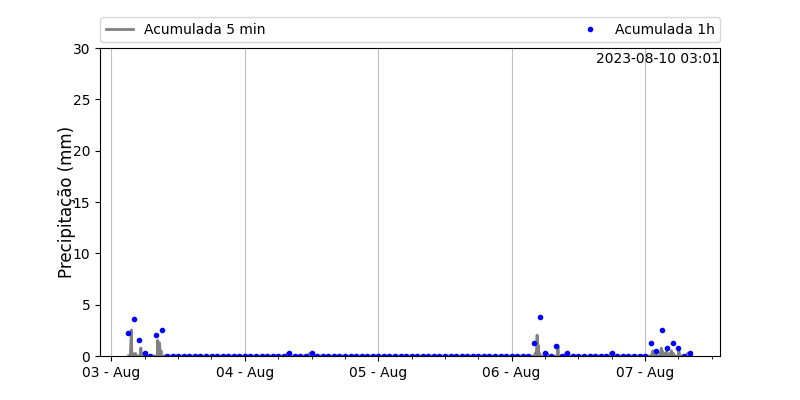 Acumulada 5 min
Acumulada 1h
2023-08-10 03:01
Precipitação (mm)
30
25
20
15
10
5
0
03 - Aug
04 - Aug
05 - Aug
06 - Aug
07 - Aug